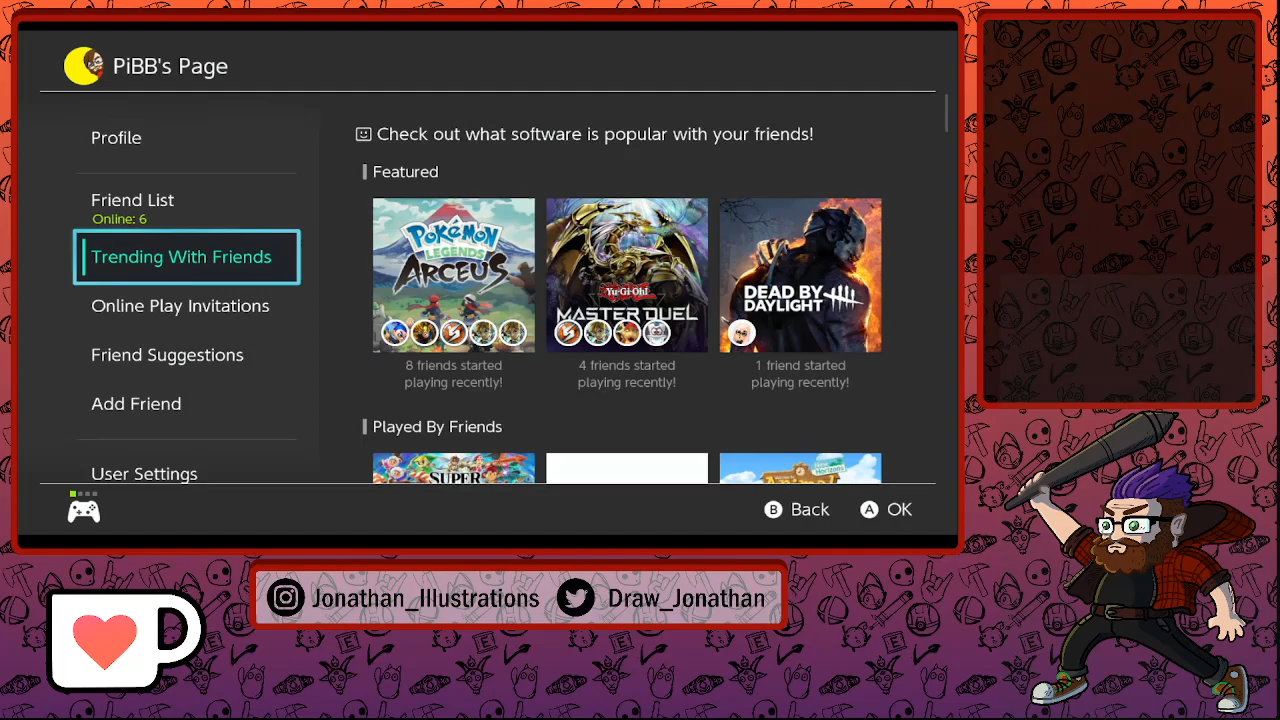 PiBB's Page
Profile
Friend List
Online: 6
Trending With Friends
Online Play Invitations
Friend Suggestions
Add Friend
User Settings
Check out what software is popular with your friends!
Featured
POKéMON
LEGENDS
ARCEUS
Yu-Gi-Oh!
MASTER DUEL
DEAD BY
DAYLIGHT
8 friends started
playing recently!
4 friends started
playing recently!
1 friend started
playing recently!
Played By Friends
SUPER
New Horizons
B Back
A OK
Jonathan_Illustrations
Draw_Jonathan